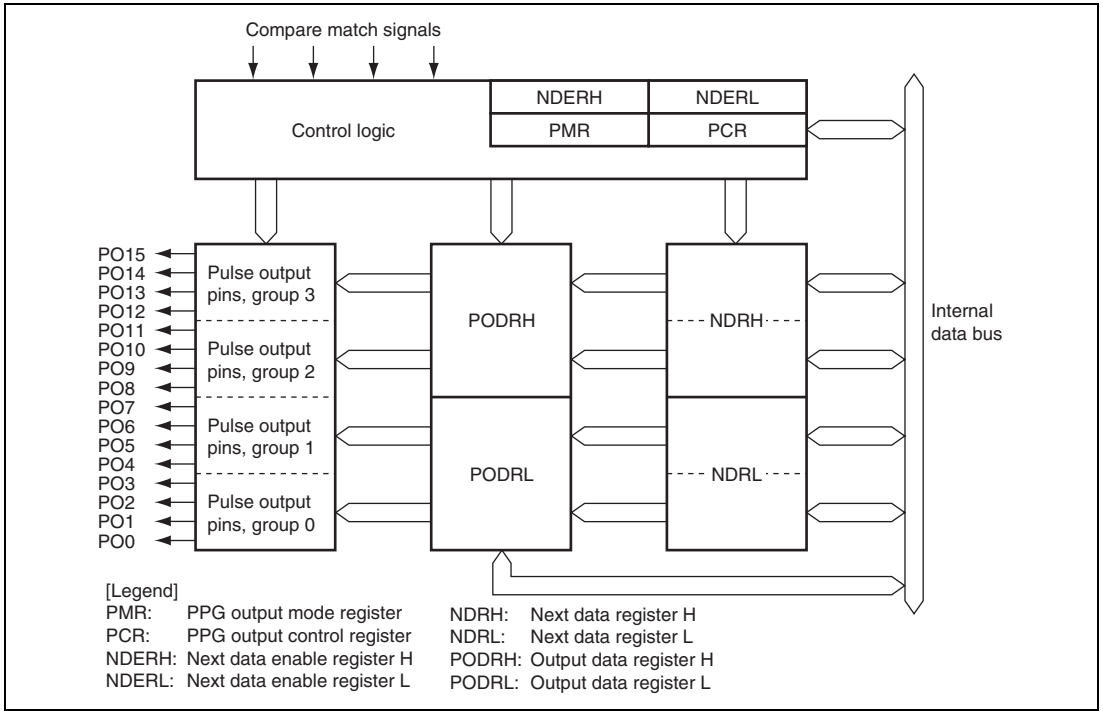 Compare match signals
NDERH
NDERL
Control logic
PMR
PCR
PO15
PO14
PO13
PO12
PO11
PO10
PO9
PO8
PO7
PO6
PO5
PO4
PO3
PO2
PO1
PO0
Pulse output
pins, group 3
Pulse output
pins, group 2
Pulse output
pins, group 1
Pulse output
pins, group 0
PODRH
PODRL
NDRH
NDRL
Internal
data bus
[Legend]
PMR: PPG output mode register
PCR: PPG output control register
NDERH: Next data enable register H
NDERL: Next data enable register L
NDRH: Next data register H
NDRL: Next data register L
PODRH: Output data register H
PODRL: Output data register L